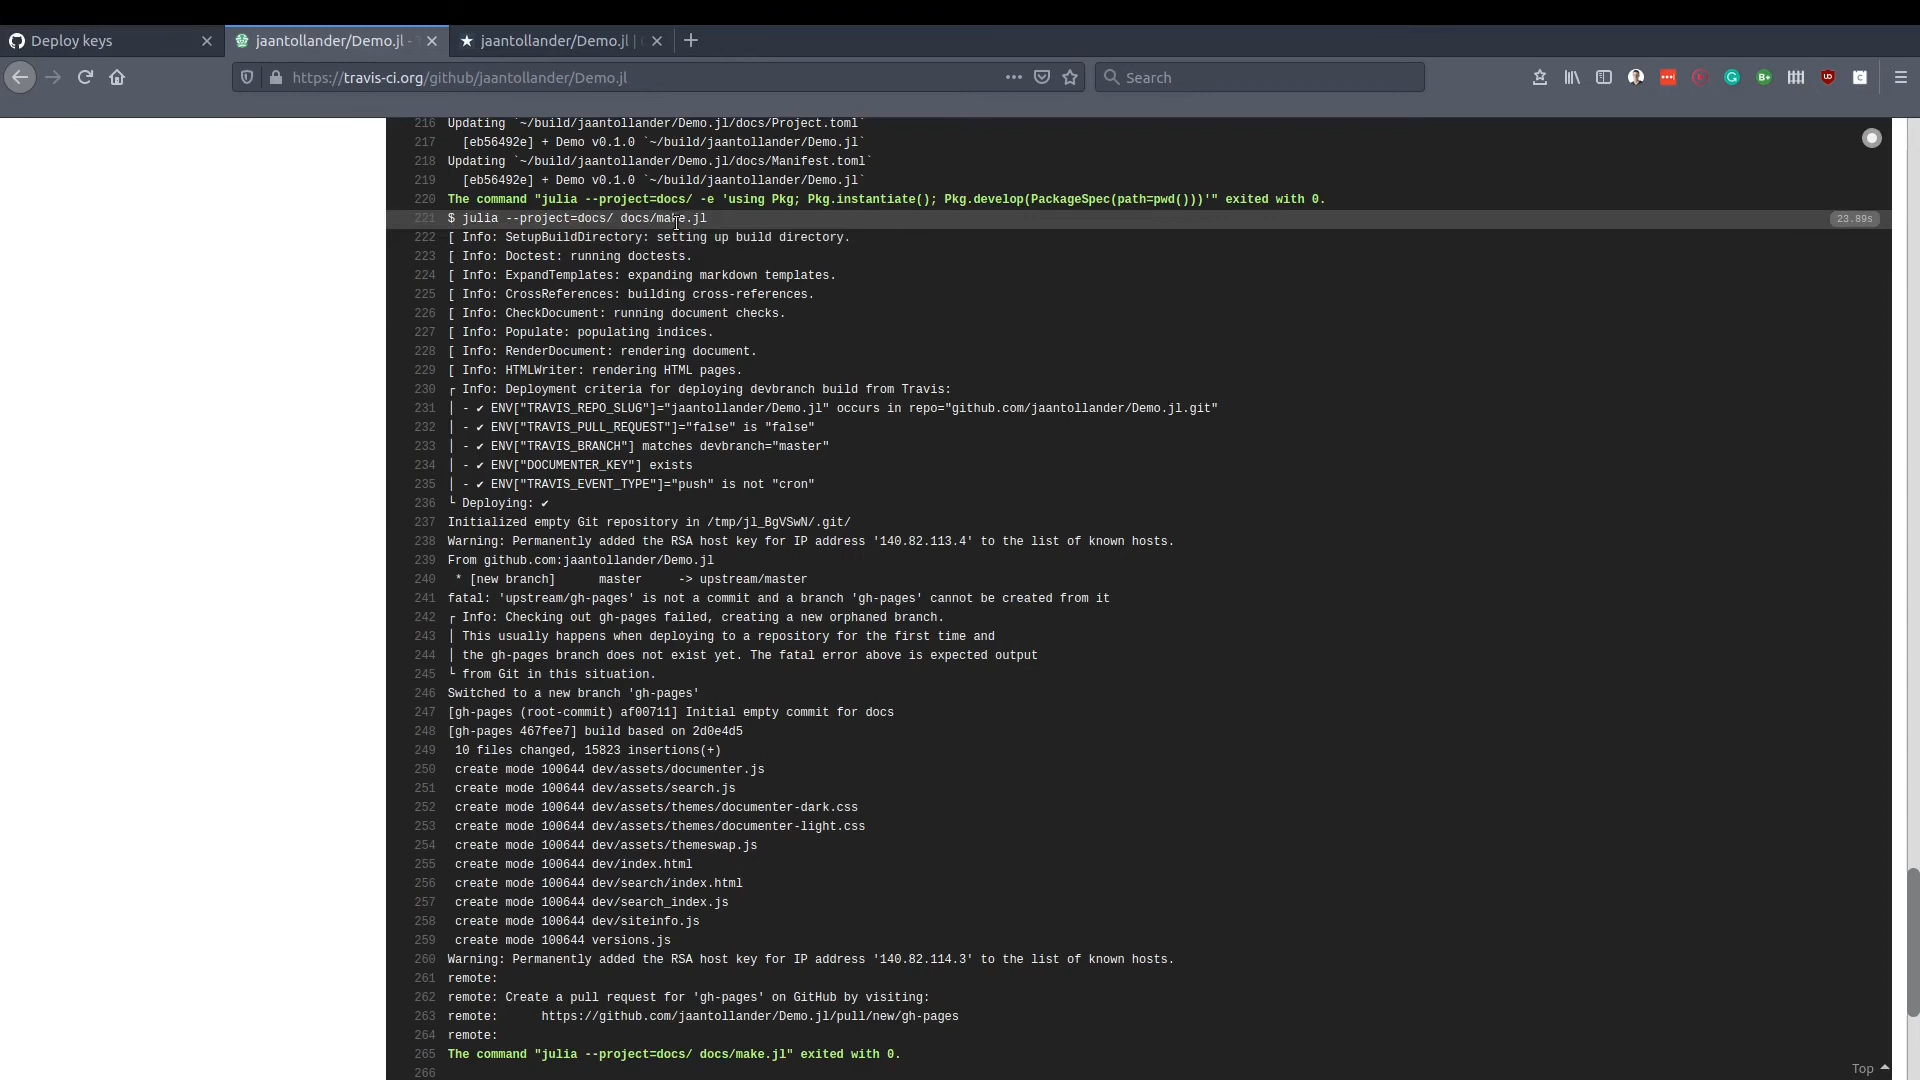 Deploy keys
jaantollander/Demo.jl -
jaantollander/Demo.jl |
https://travis-ci.org/github/jaantollander/Demo.jl
Search
216 Updating `~/build/jaantollander/Demo.jl/docs/Project.toml`
217 [eb56492e] + Demo v0.1.0 `~/build/jaantollander/Demo.jl`
218 Updating `~/build/jaantollander/Demo.jl/docs/Manifest.toml`
219 [eb56492e] + Demo v0.1.0 `~/build/jaantollander/Demo.jl`
220 The command "julia --project=docs/ -e 'using Pkg; Pkg.instantiate(); Pkg.develop(PackageSpec(path=pwd()))'" exited with 0.
221 $ julia --project=docs/ docs/make.jl 23.89s
222 [ Info: SetupBuildDirectory: setting up build directory.
223 [ Info: Doctest: running doctests.
224 [ Info: ExpandTemplates: expanding markdown templates.
225 [ Info: CrossReferences: building cross-references.
226 [ Info: CheckDocument: running document checks.
227 [ Info: Populate: populating indices.
228 [ Info: RenderDocument: rendering document.
229 [ Info: HTMLWriter: rendering HTML pages.
230 ┌ Info: Deployment criteria for deploying devbranch build from Travis:
231 │ - ✔ ENV["TRAVIS_REPO_SLUG"]="jaantollander/Demo.jl" occurs in repo="github.com/jaantollander/Demo.jl.git"
232 │ - ✔ ENV["TRAVIS_PULL_REQUEST"]="false" is "false"
233 │ - ✔ ENV["TRAVIS_BRANCH"] matches devbranch="master"
234 │ - ✔ ENV["DOCUMENTER_KEY"] exists
235 │ - ✔ ENV["TRAVIS_EVENT_TYPE"]="push" is not "cron"
236 └ Deploying: ✔
237 Initialized empty Git repository in /tmp/jl_BgVSwN/.git/
238 Warning: Permanently added the RSA host key for IP address '140.82.113.4' to the list of known hosts.
239 From github.com:jaantollander/Demo.jl
240 * [new branch] master -> upstream/master
241 fatal: 'upstream/gh-pages' is not a commit and a branch 'gh-pages' cannot be created from it
242 ┌ Info: Checking out gh-pages failed, creating a new orphaned branch.
243 │ This usually happens when deploying to a repository for the first time and
244 │ the gh-pages branch does not exist yet. The fatal error above is expected output
245 └ from Git in this situation.
246 Switched to a new branch 'gh-pages'
247 [gh-pages (root-commit) af00711] Initial empty commit for docs
248 [gh-pages 467fee7] build based on 2d0e4d5
249 10 files changed, 15823 insertions(+)
250 create mode 100644 dev/assets/documenter.js
251 create mode 100644 dev/assets/search.js
252 create mode 100644 dev/assets/themes/documenter-dark.css
253 create mode 100644 dev/assets/themes/documenter-light.css
254 create mode 100644 dev/assets/themeswap.js
255 create mode 100644 dev/index.html
256 create mode 100644 dev/search/index.html
257 create mode 100644 dev/search_index.js
258 create mode 100644 dev/siteinfo.js
259 create mode 100644 versions.js
260 Warning: Permanently added the RSA host key for IP address '140.82.114.3' to the list of known hosts.
261 remote:
262 remote: Create a pull request for 'gh-pages' on GitHub by visiting:
263 remote: https://github.com/jaantollander/Demo.jl/pull/new/gh-pages
264 remote:
265 The command "julia --project=docs/ docs/make.jl" exited with 0.
266
Top